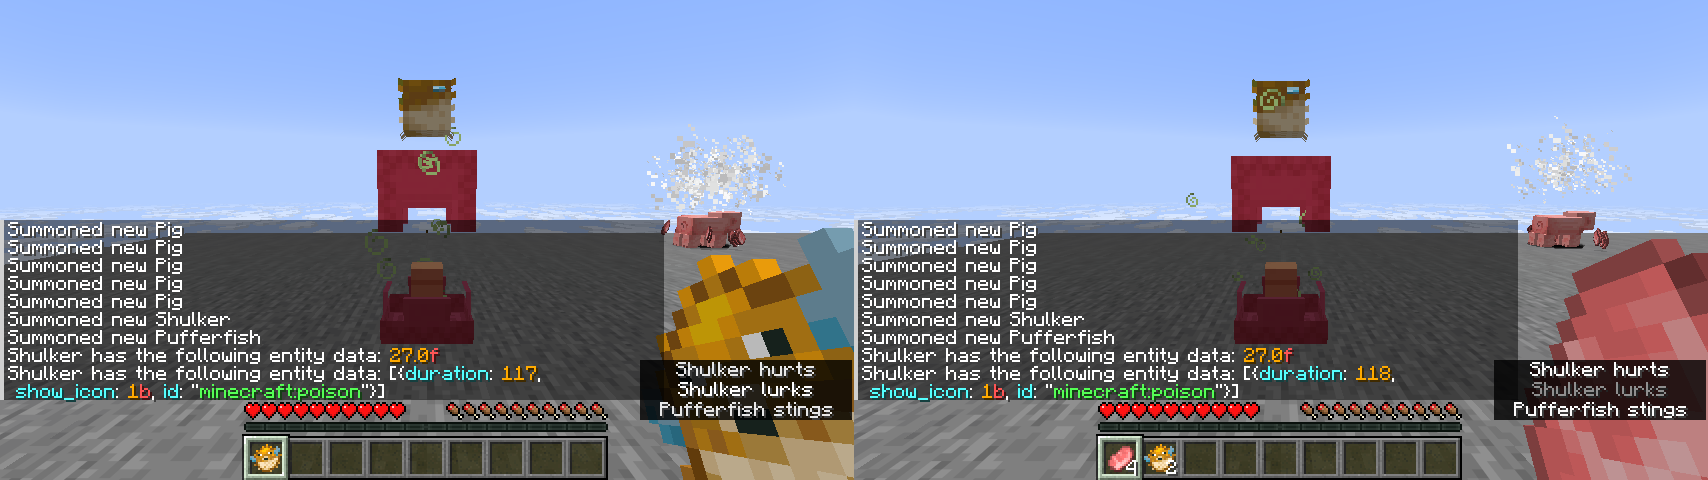 Summoned new Pig
Summoned new Pig
Summoned new Pig
Summoned new Pig
Summoned new Pig
Summoned new Shulker
Summoned new Pufferfish
Shulker has the following entity data: 27.0f
Shulker has the following entity data: [{duration: 117,
show_icon: 1b, id: "minecraft:poison"}]
Shulker hurts
Shulker lurks
Pufferfish stings
Summoned new Pig
Summoned new Pig
Summoned new Pig
Summoned new Pig
Summoned new Pig
Summoned new Shulker
Summoned new Pufferfish
Shulker has the following entity data: 27.0f
Shulker has the following entity data: [{duration: 118,
show_icon: 1b, id: "minecraft:poison"}]
Shulker hurts
Shulker lurks
Pufferfish stings
4
2